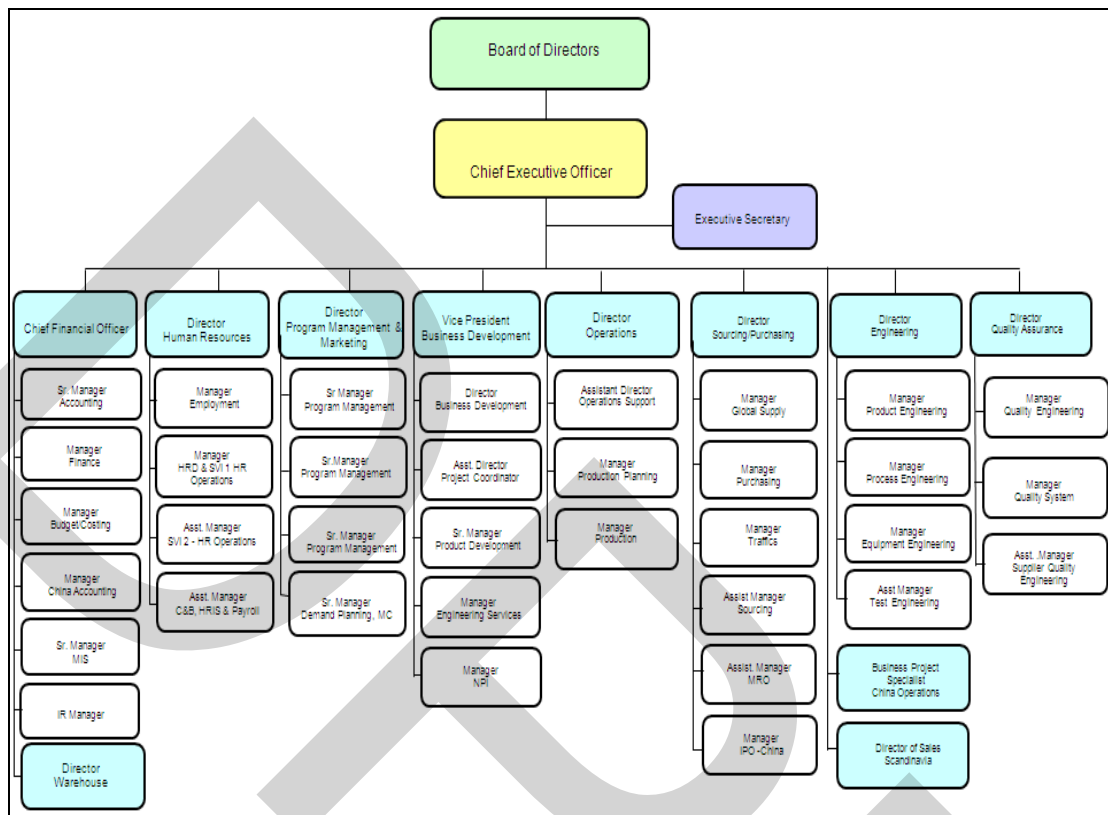 Board of Directors
Chief Executive Officer
Executive Secretary
Chief Financial Officer
Director
Human Resources
Director
Program Management &
Marketing
Vice President
Business Development
Director
Operations
Director
Sourcing/Purchasing
Director
Engineering
Director
Quality Assurance
Sr. Manager
Accounting
Manager
Finance
Manager
Budget/Costing
Manager
China Accounting
Sr. Manager
MIS
IR Manager
Director
Warehouse
Manager
Employment
Manager
HRD & SVI 1 HR
Operations
Asst. Manager
SVI 2 - HR Operations
Asst. Manager
C&B, HRIS & Payroll
Sr Manager
Program Management
Sr.Manager
Program Management
Sr. Manager
Program Management
Sr. Manager
Demand Planning, MC
Director
Business Development
Asst. Director
Project Coordinator
Sr. Manager
Product Development
Manager
Engineering Services
Manager
NPI
Assistant Director
Operations Support
Manager
Production Planning
Manager
Production
Manager
Global Supply
Manager
Purchasing
Manager
Traffics
Assist Manager
Sourcing
Assist. Manager
MRO
Manager
IPO -China
Manager
Product Engineering
Manager
Process Engineering
Manager
Equipment Engineering
Asst Manager
Test Engineering
Business Project
Specialist
China Operations
Director of Sales
Scandinavia
Manager
Quality Engineering
Manager
Quality System
Asst. .Manager
Supplier Quality
Engineering